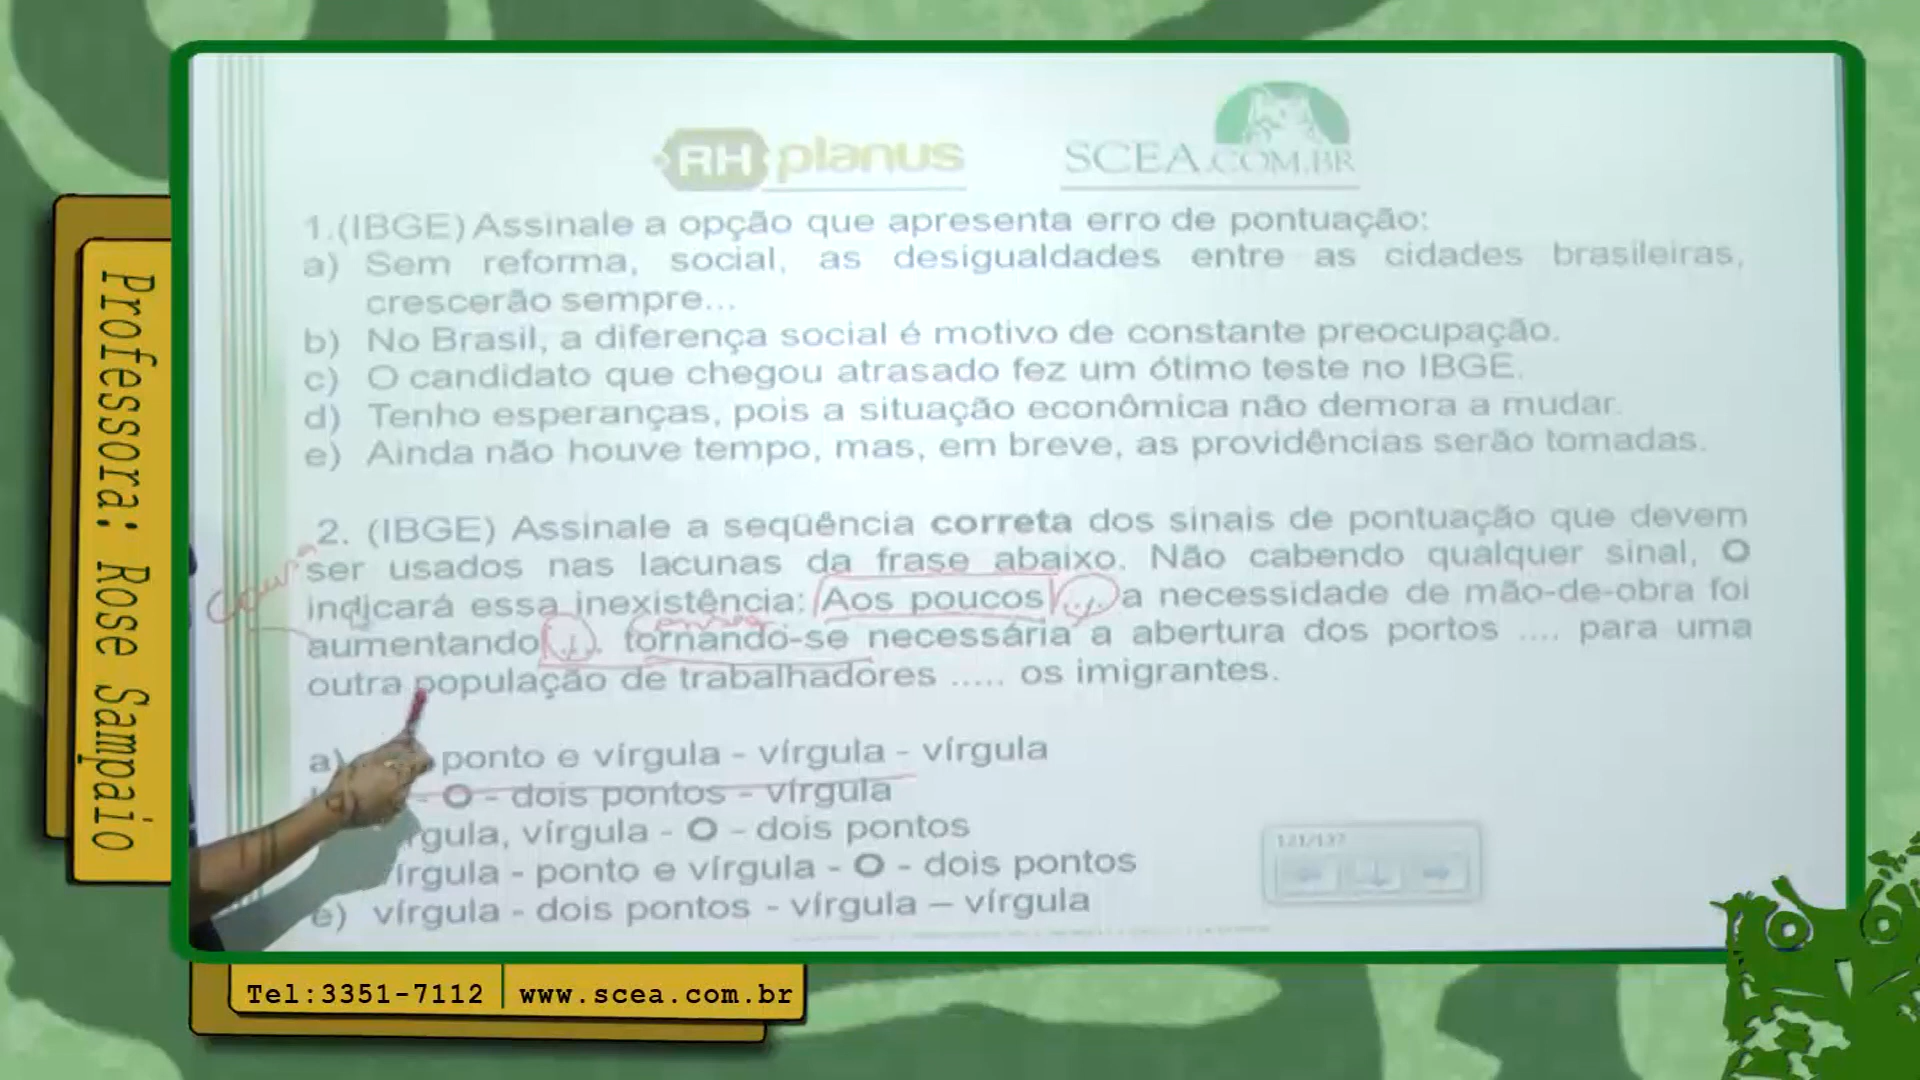 RH planus
SCEA.COM.BR
1.(IBGE) Assinale a opção que apresenta erro de pontuação:
a) Sem reforma, social, as desigualdades entre as cidades brasileiras,
crescerão sempre...
b) No Brasil, a diferença social é motivo de constante preocupação.
c) O candidato que chegou atrasado fez um ótimo teste no IBGE.
d) Tenho esperanças, pois a situação econômica não demora a mudar.
e) Ainda não houve tempo, mas, em breve, as providências serão tomadas.
2. (IBGE) Assinale a seqüência correta dos sinais de pontuação que devem
ser usados nas lacunas da frase abaixo. Não cabendo qualquer sinal, O
indicará essa inexistência: Aos poucos .... a necessidade de mão-de-obra foi
aumentando .... tornando-se necessária a abertura dos portos .... para uma
outra população de trabalhadores ..... os imigrantes.
a) ponto e vírgula - vírgula - vírgula
- O - dois pontos - vírgula
rgula, vírgula - O - dois pontos
írgula - ponto e vírgula - O - dois pontos
e) vírgula - dois pontos - vírgula – vírgula
121/137
Professora: Rose Sampaio
Tel:3351-7112 www.scea.com.br